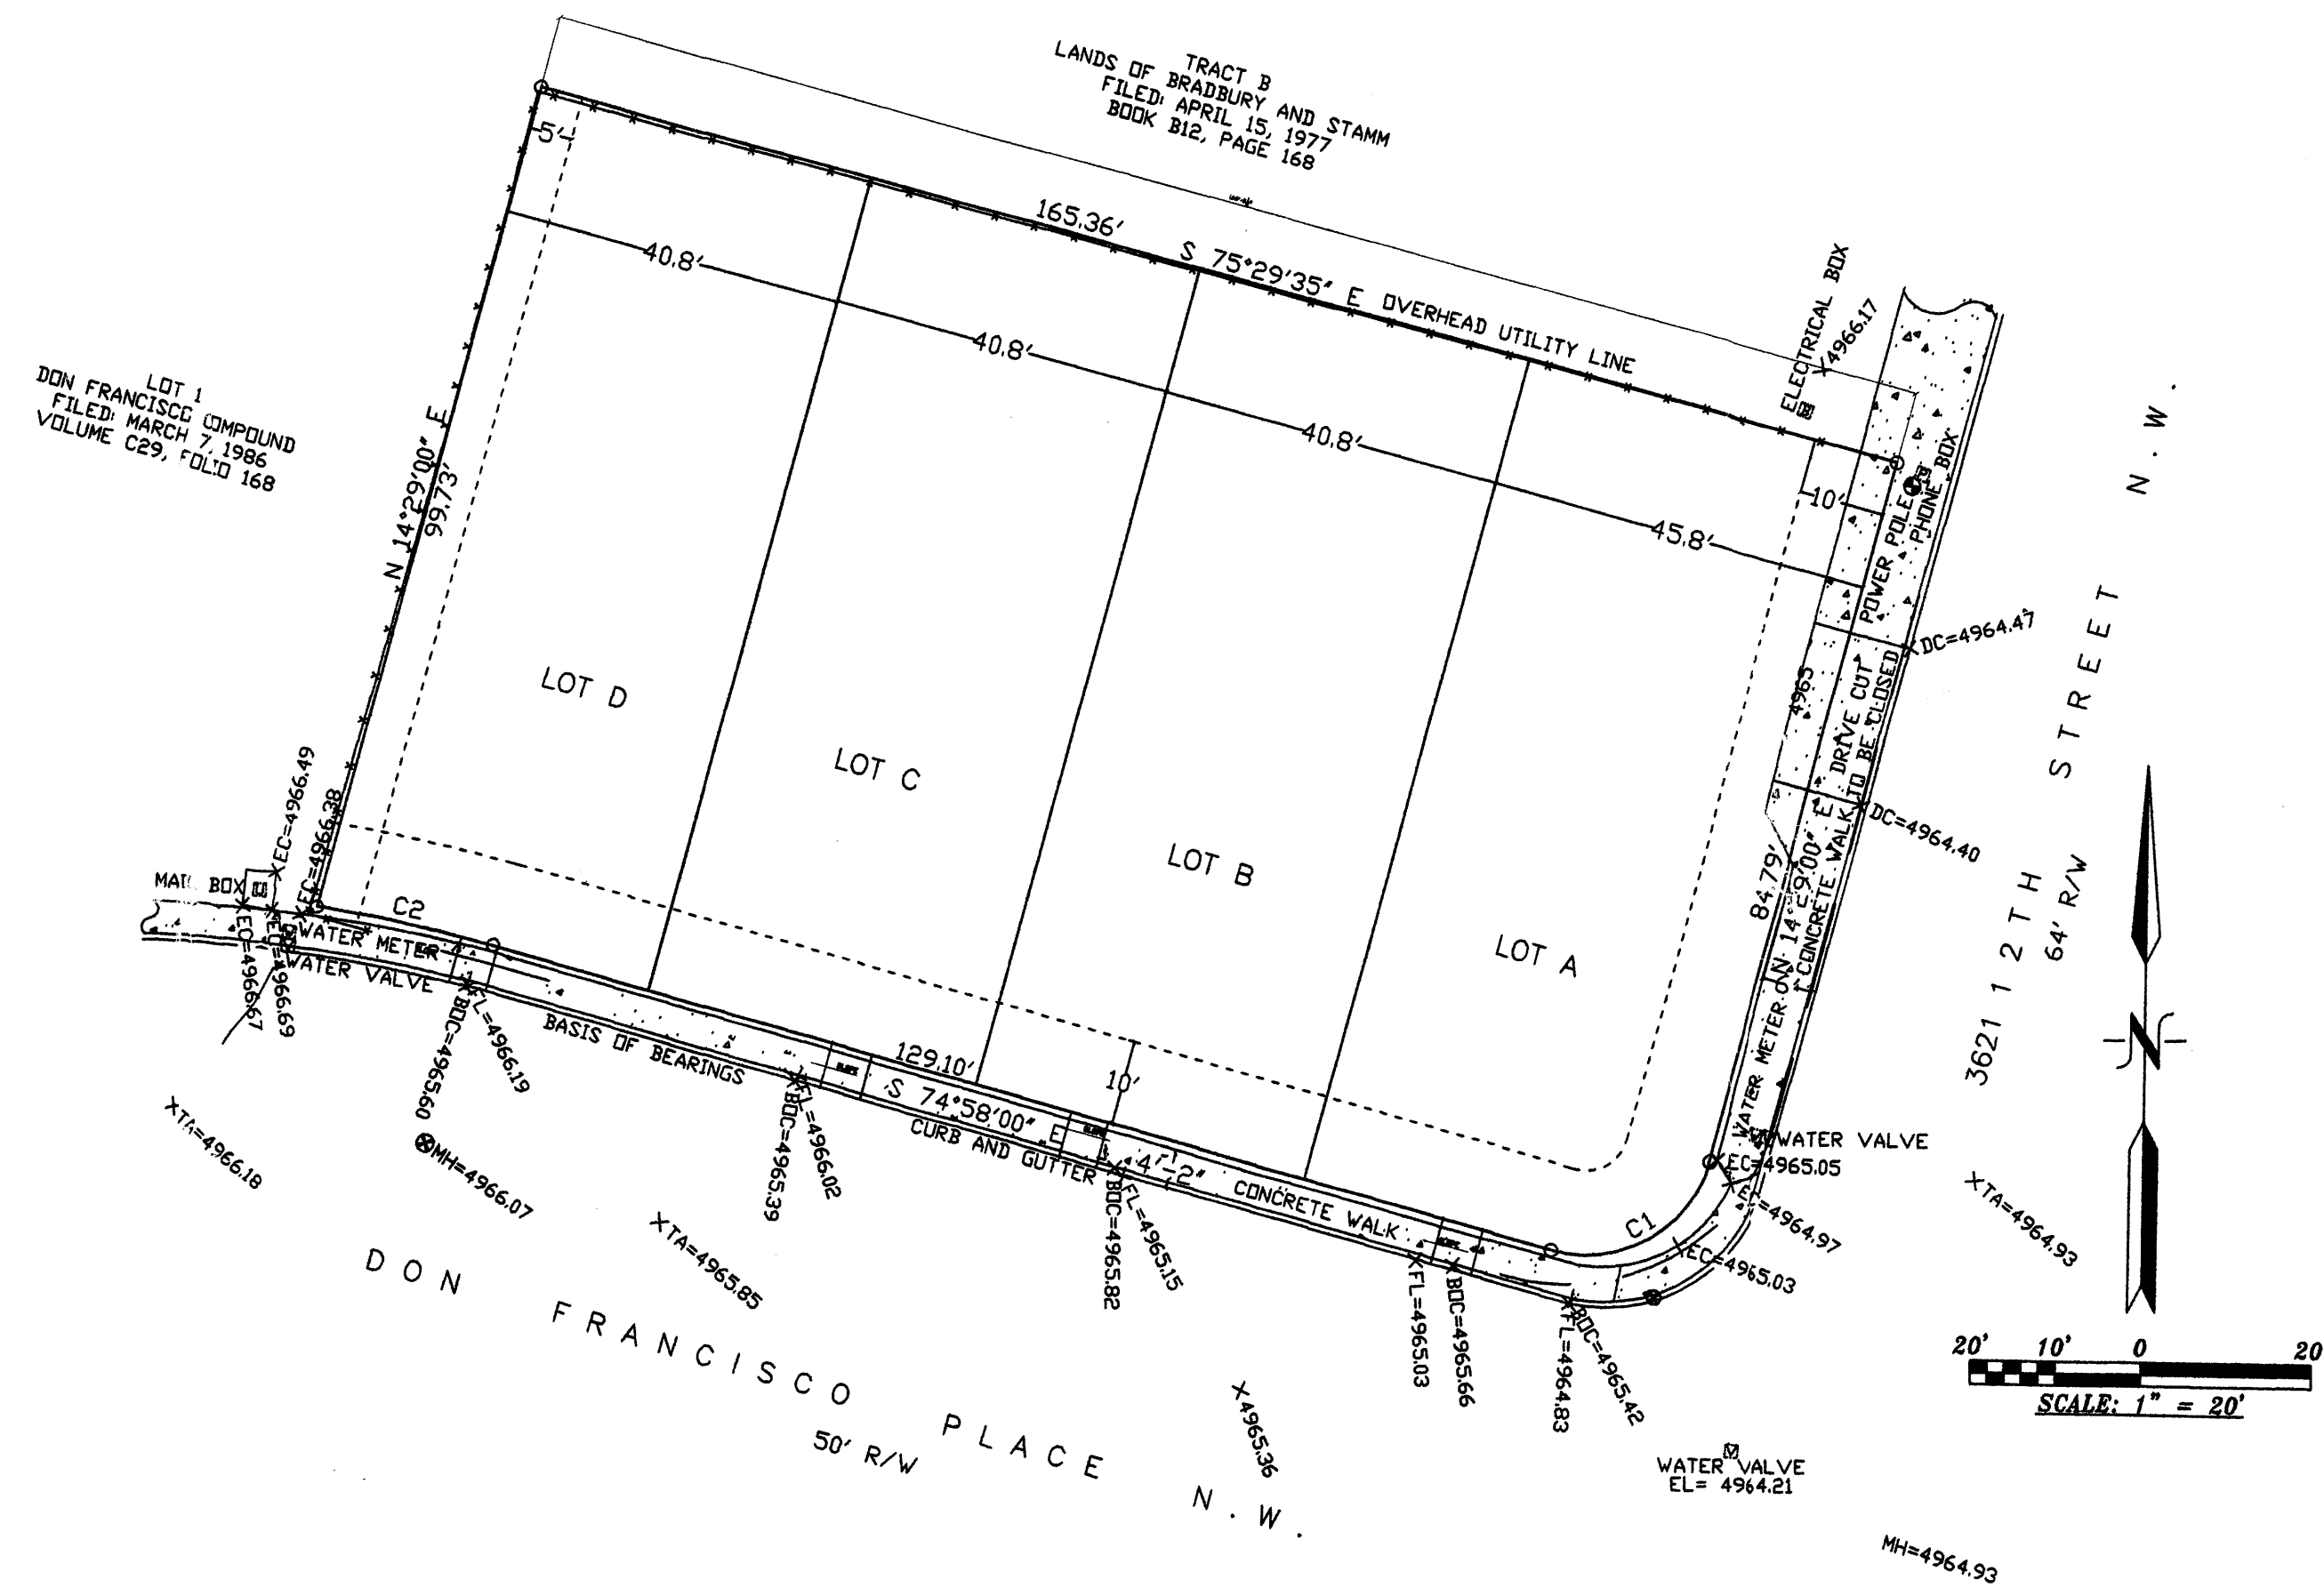 TRACT B
LANDS OF BRADBURY AND STAMM
FILED: APRIL 15, 1977
BOOK B12, PAGE 168
5'
165.36'
S 75°29'35" E
OVERHEAD UTILITY LINE
40.8'
40.8'
40.8'
45.8'
ELECTRICAL BOX
4966.17
10'
POWER POLE
PHONE BOX
LOT 1
DON FRANCISCO COMPOUND
FILED: MARCH 7, 1986
VOLUME C29, FOLIO 168
N 14°29'00" E
99.73'
DC=4964.47
4965
DRIVE CUT
TO BE CLOSED
DC=4964.40
LOT D
LOT C
LOT B
LOT A
84.79'
N 14°29'00" E
CONCRETE WALK
WATER METER
3621 12TH STREET N.W.
64' R/W
EC=4966.49
EC=4966.38
MAIL BOX
C2
WATER METER
WATER VALVE
EC=4966.67
EC=4966.69
BOC=4965.60
FL=4966.19
BASIS OF BEARINGS
129.10'
S 74°58'00" E
CURB AND GUTTER
10'
4'-2"
CONCRETE WALK
C1
WATER VALVE
EC=4965.05
EC=4964.97
EC=4965.03
TA=4966.18
MH=4966.07
TA=4965.85
BOC=4965.39
FL=4966.02
BOC=4965.82
FL=4965.15
FL=4965.03
BOC=4965.66
FL=4964.83
BOC=4965.42
TA=4964.93
4965.36
DON FRANCISCO PLACE N.W.
50' R/W
WATER VALVE
EL= 4964.21
MH=4964.93
N
20' 10' 0 20
SCALE: 1" = 20'